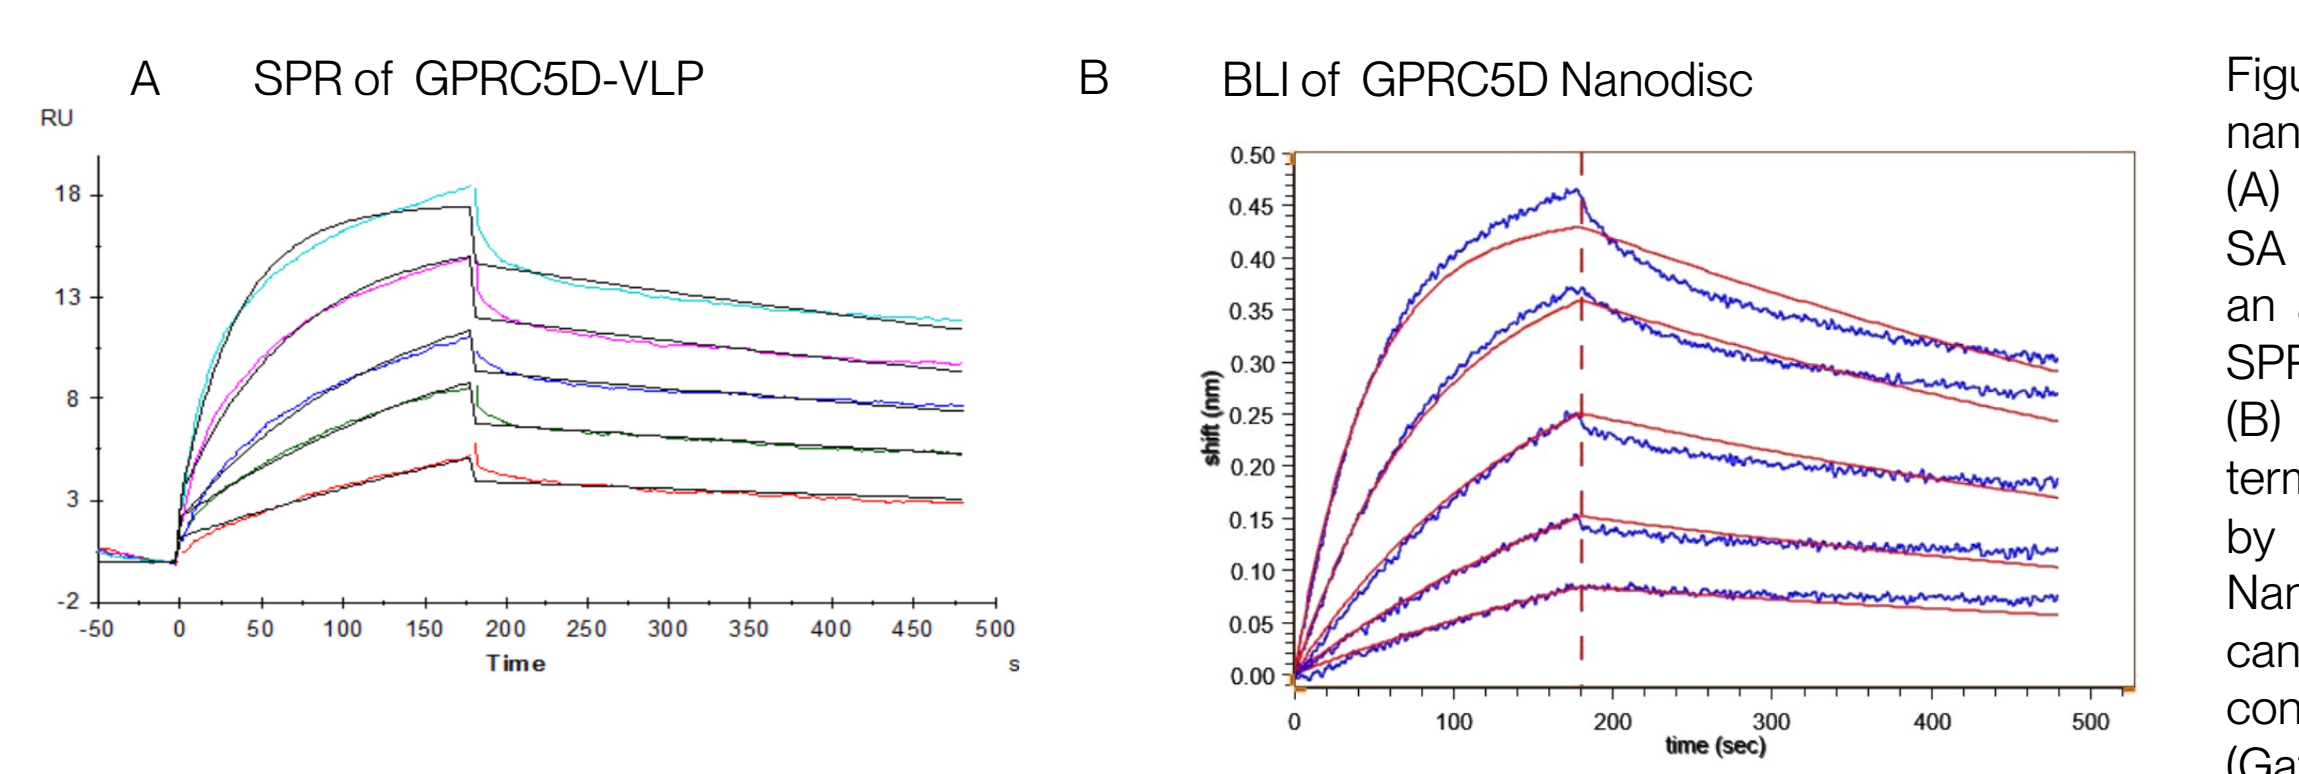 A SPR of GPRC5D-VLP
RU
18
13
8
3
-2
-50 0 50 100 150 200 250 300 350 400 450 500
Time s
B BLI of GPRC5D Nanodisc
0.50
0.45
0.40
0.35
0.30
0.25
0.20
0.15
0.10
0.05
0.00
shift (nm)
0 100 200 300 400 500
time (sec)
(A)
SA
an
(B)
by